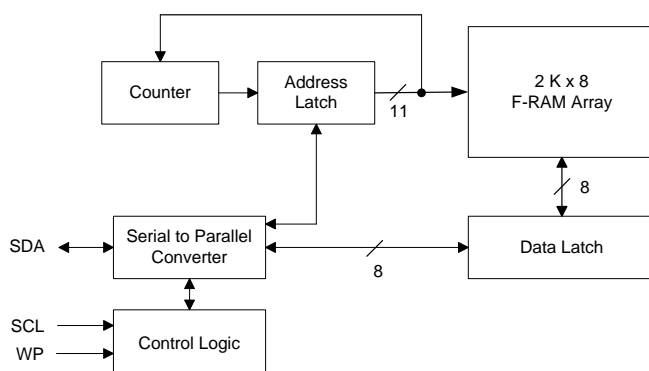 Counter
Address
Latch
11
2 K x 8
F-RAM Array
8
SDA
Serial to Parallel
Converter
8
Data Latch
SCL
WP
Control Logic